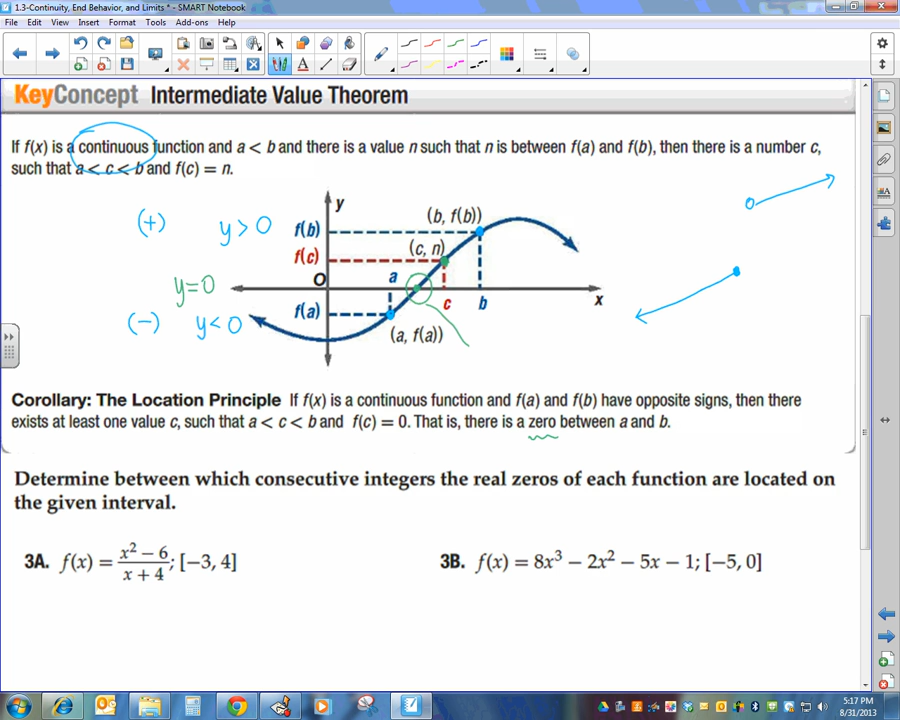 1.3-Continuity, End Behavior, and Limits * - SMART Notebook
File Edit View Insert Format Tools Add-ons Help
KeyConcept Intermediate Value Theorem
If f(x) is a continuous function and a < b and there is a value n such that n is between f(a) and f(b), then there is a number c,
such that a < c < b and f(c) = n.
y
(+) y > 0 f(b) (b, f(b))
f(c) (c, n)
y=0 O a
c b x
(-) y < 0 f(a)
(a, f(a))
Corollary: The Location Principle If f(x) is a continuous function and f(a) and f(b) have opposite signs, then there
exists at least one value c, such that a < c < b and f(c) = 0. That is, there is a zero between a and b.
Determine between which consecutive integers the real zeros of each function are located on
the given interval.
3A. f(x) = x² − 6 / x + 4; [−3, 4]
3B. f(x) = 8x³ − 2x² − 5x − 1; [−5, 0]
5:17 PM
8/31/2013